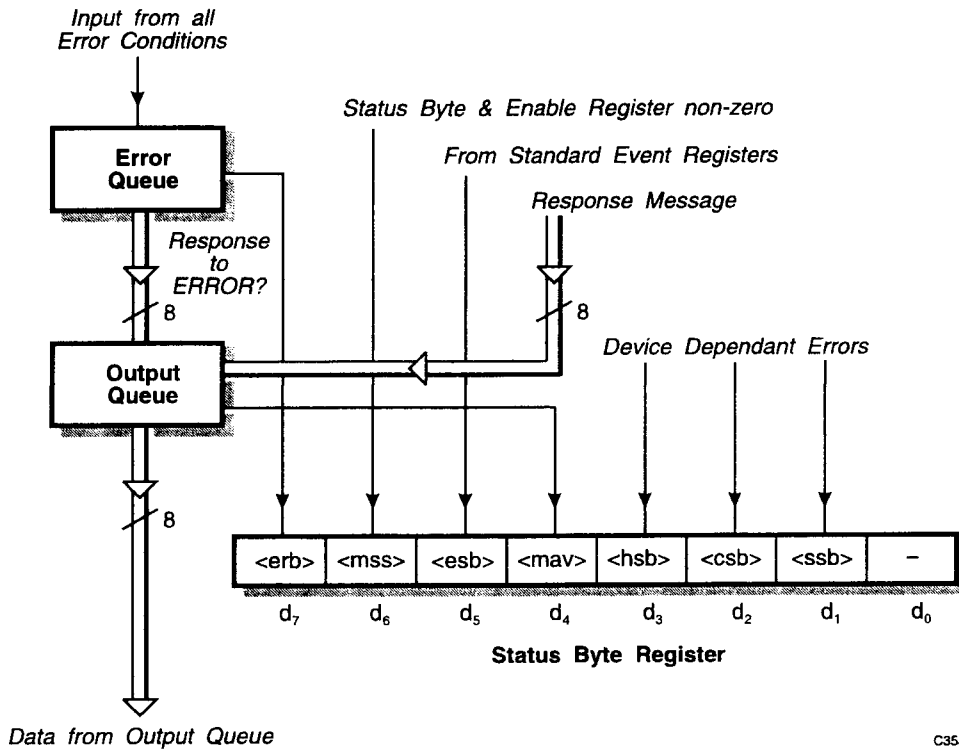 Input from all
Error Conditions
Status Byte & Enable Register non-zero
Error
Queue
From Standard Event Registers
Response Message
Response
to
ERROR?
8
8
Device Dependant Errors
Output
Queue
8
<erb> <mss> <esb> <mav> <hsb> <csb> <ssb> –
d₇ d₆ d₅ d₄ d₃ d₂ d₁ d₀
Status Byte Register
Data from Output Queue